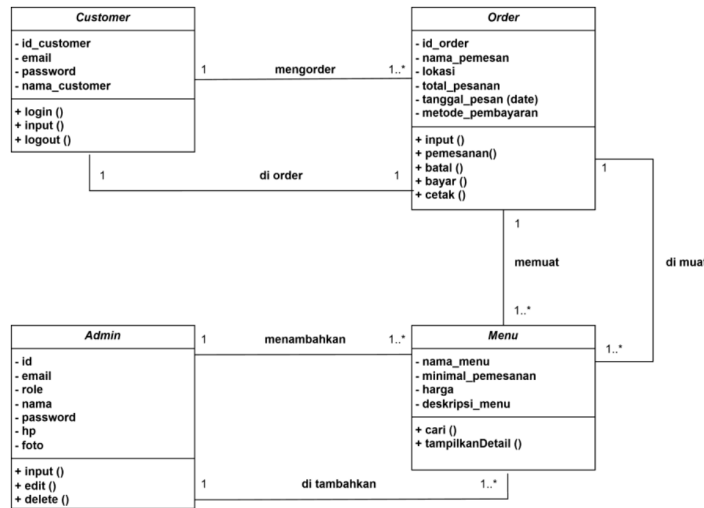 Customer
- id_customer
- email
- password
- nama_customer
+ login ()
+ input ()
+ logout ()
1 mengorder 1..*
Order
- id_order
- nama_pemesan
- lokasi
- total_pesanan
- tanggal_pesan (date)
- metode_pembayaran
+ input ()
+ pemesanan()
+ batal ()
+ bayar ()
+ cetak ()
1 di order 1
1
memuat
1..*
1
di muat
1..*
Admin
- id
- email
- role
- nama
- password
- hp
- foto
+ input ()
+ edit ()
+ delete ()
1 menambahkan 1..*
Menu
- nama_menu
- minimal_pemesanan
- harga
- deskripsi_menu
+ cari ()
+ tampilkanDetail ()
1 di tambahkan 1..*